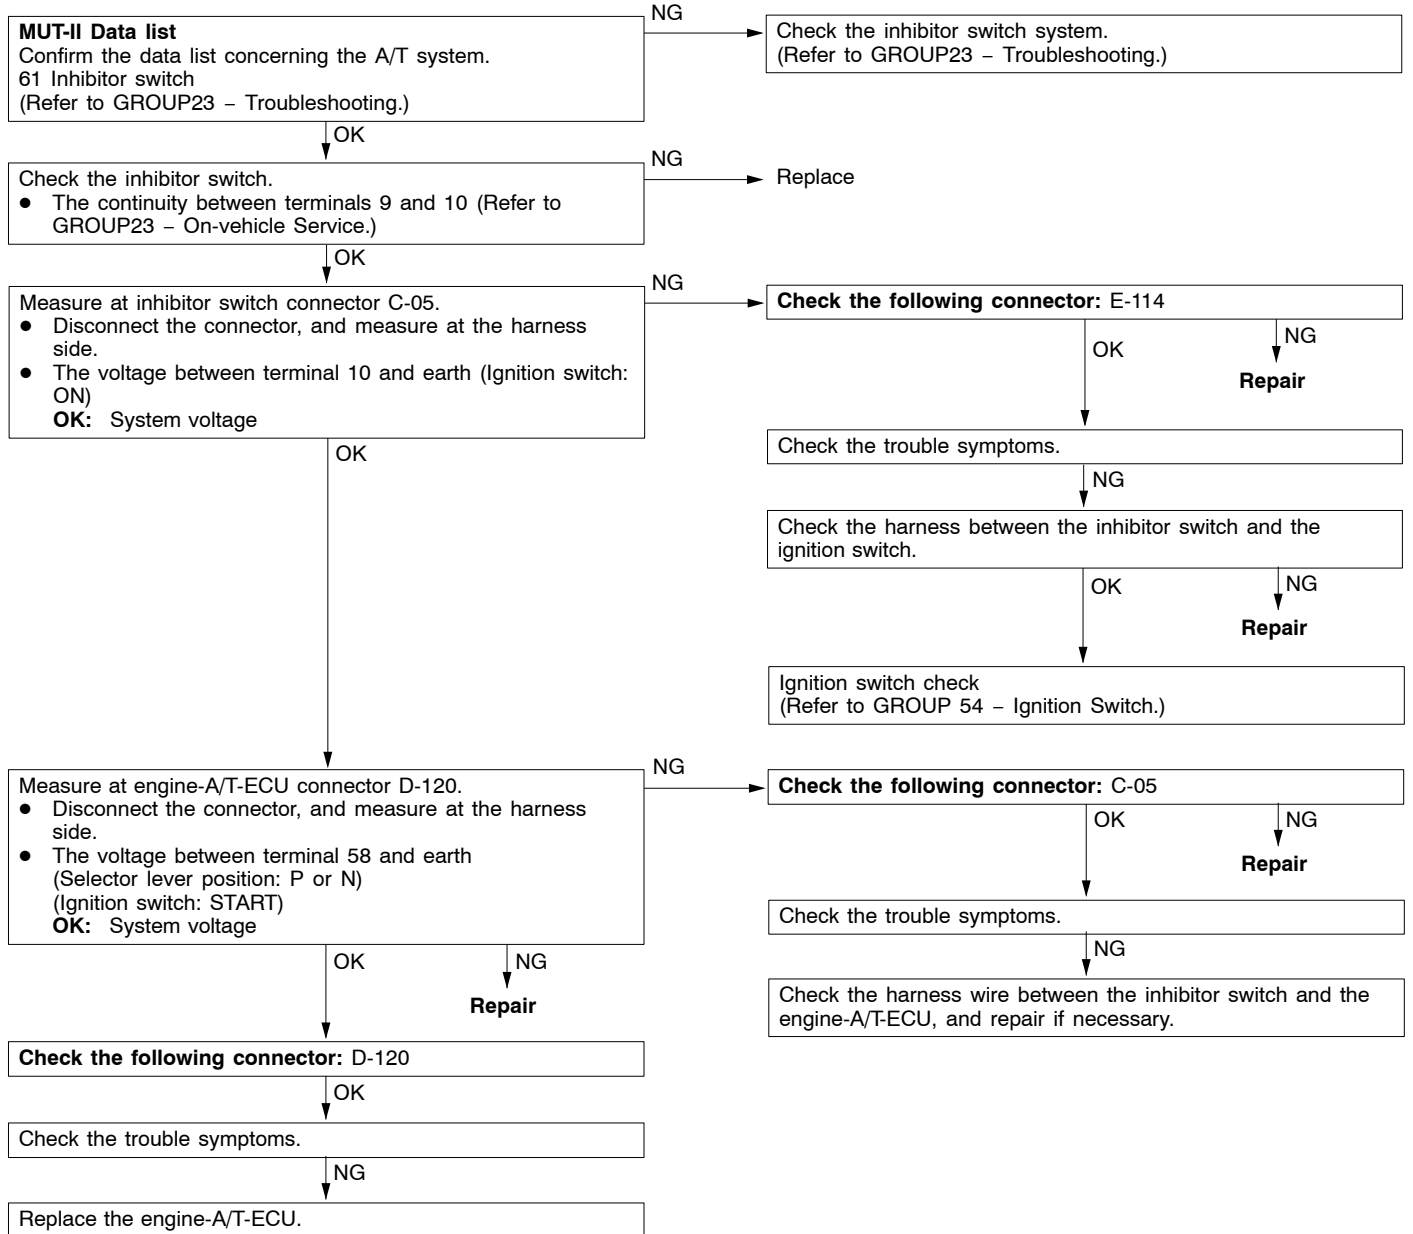 MUT-II Data list
Confirm the data list concerning the A/T system.
61 Inhibitor switch
(Refer to GROUP23 – Troubleshooting.)
NG
Check the inhibitor switch system.
(Refer to GROUP23 – Troubleshooting.)
OK
Check the inhibitor switch.
● The continuity between terminals 9 and 10 (Refer to
GROUP23 – On-vehicle Service.)
NG
Replace
OK
Measure at inhibitor switch connector C-05.
● Disconnect the connector, and measure at the harness
side.
● The voltage between terminal 10 and earth (Ignition switch:
ON)
OK: System voltage
NG
Check the following connector: E-114
OK
NG
Repair
Check the trouble symptoms.
NG
Check the harness between the inhibitor switch and the
ignition switch.
OK
NG
Repair
Ignition switch check
(Refer to GROUP 54 – Ignition Switch.)
OK
Measure at engine-A/T-ECU connector D-120.
● Disconnect the connector, and measure at the harness
side.
● The voltage between terminal 58 and earth
(Selector lever position: P or N)
(Ignition switch: START)
OK: System voltage
NG
Check the following connector: C-05
OK
NG
Repair
Check the trouble symptoms.
NG
Check the harness wire between the inhibitor switch and the
engine-A/T-ECU, and repair if necessary.
OK
NG
Repair
Check the following connector: D-120
OK
Check the trouble symptoms.
NG
Replace the engine-A/T-ECU.